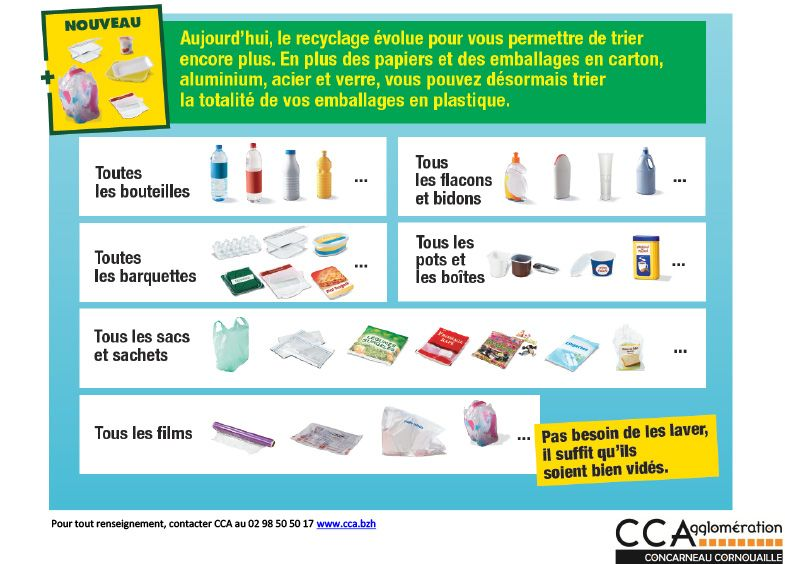 NOUVEAU
Aujourd'hui, le recyclage évolue pour vous permettre de trier
encore plus. En plus des papiers et des emballages en carton,
aluminium, acier et verre, vous pouvez désormais trier
la totalité de vos emballages en plastique.
Toutes
les bouteilles
...
Tous
les flacons
et bidons
...
Toutes
les barquettes
...
Tous les
pots et
les boîtes
...
Tous les sacs
et sachets
...
Tous les films
...
Pas besoin de les laver,
il suffit qu'ils
soient bien vidés.
Pour tout renseignement, contacter CCA au 02 98 50 50 17 www.cca.bzh
CCAgglomération
CONCARNEAU CORNOUAILLE